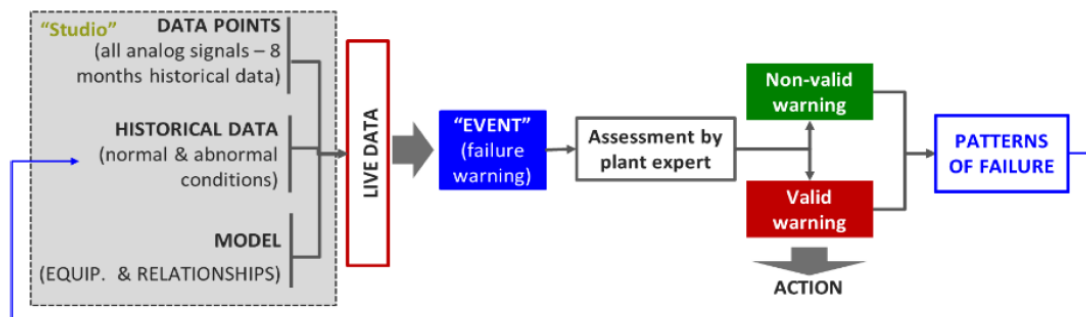 “Studio”
DATA POINTS
(all analog signals – 8
months historical data)
HISTORICAL DATA
(normal & abnormal
conditions)
MODEL
(EQUIP. & RELATIONSHIPS)
LIVE DATA
“EVENT”
(failure
warning)
Assessment by
plant expert
Non-valid
warning
Valid
warning
ACTION
PATTERNS
OF FAILURE